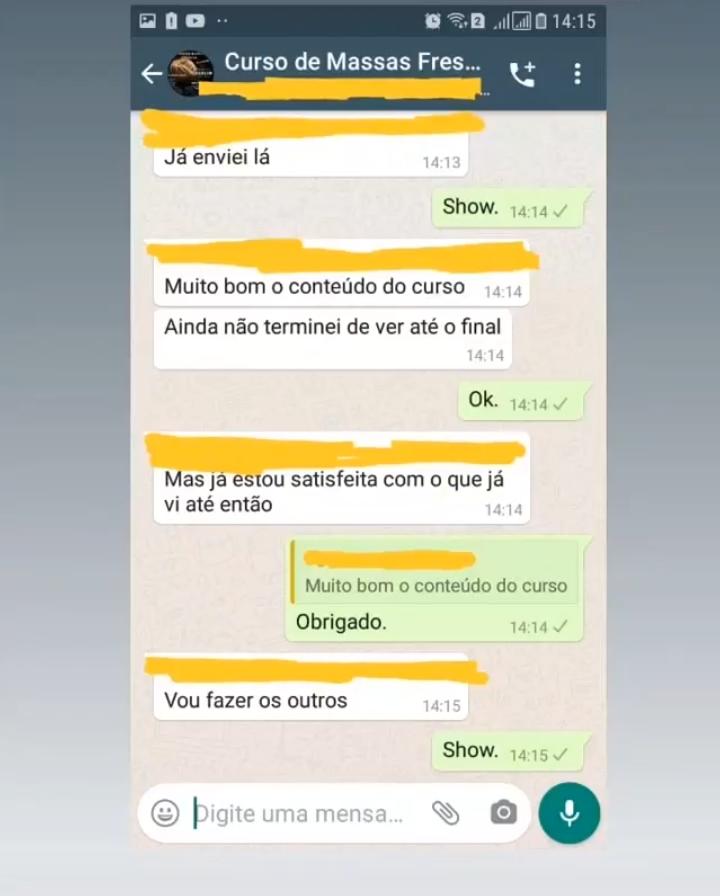 14:15
Curso de Massas Fres...
Já enviei lá 14:13
Show. 14:14
Muito bom o conteúdo do curso 14:14
Ainda não terminei de ver até o final
14:14
Ok. 14:14
Mas já estou satisfeita com o que já
vi até então 14:14
Muito bom o conteúdo do curso
Obrigado. 14:14
Vou fazer os outros 14:15
Show. 14:15
Digite uma mensa...